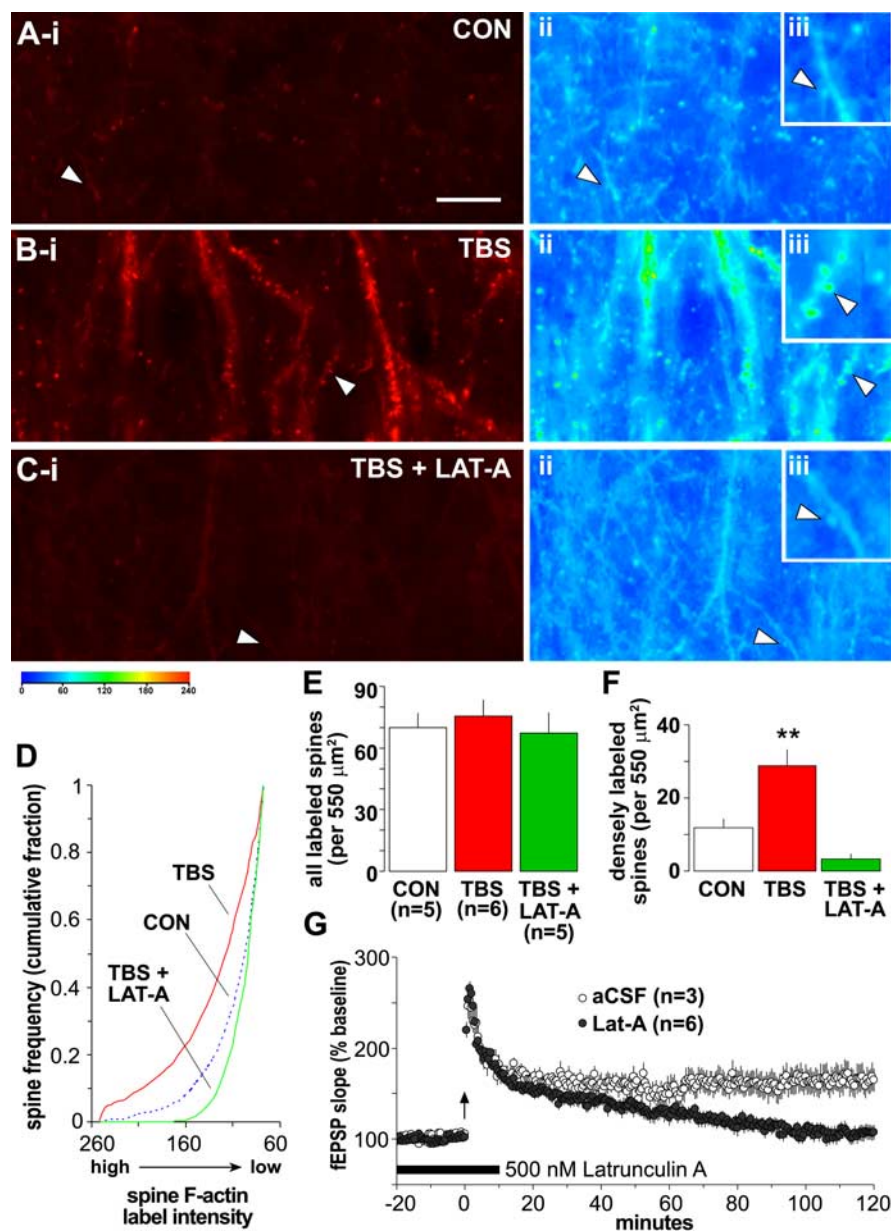 A-i CON ii iii
B-i TBS ii iii
C-i TBS + LAT-A ii iii
0 60 120 180 240
D
spine frequency (cumulative fraction)
1
0.8
0.6
0.4
0.2
0
TBS
CON
TBS +
LAT-A
260 160 60
high low
spine F-actin
label intensity
E
all labeled spines
(per 550 μm²)
90
70
50
30
0
CON
(n=5)
TBS
(n=6)
TBS +
LAT-A
(n=5)
F
densely labeled
spines (per 550 μm²)
40
20
0
**
CON
TBS
TBS +
LAT-A
G
fEPSP slope (% baseline)
250
200
150
100
aCSF (n=3)
Lat-A (n=6)
500 nM Latrunculin A
-20 0 20 40 60 80 100 120
minutes